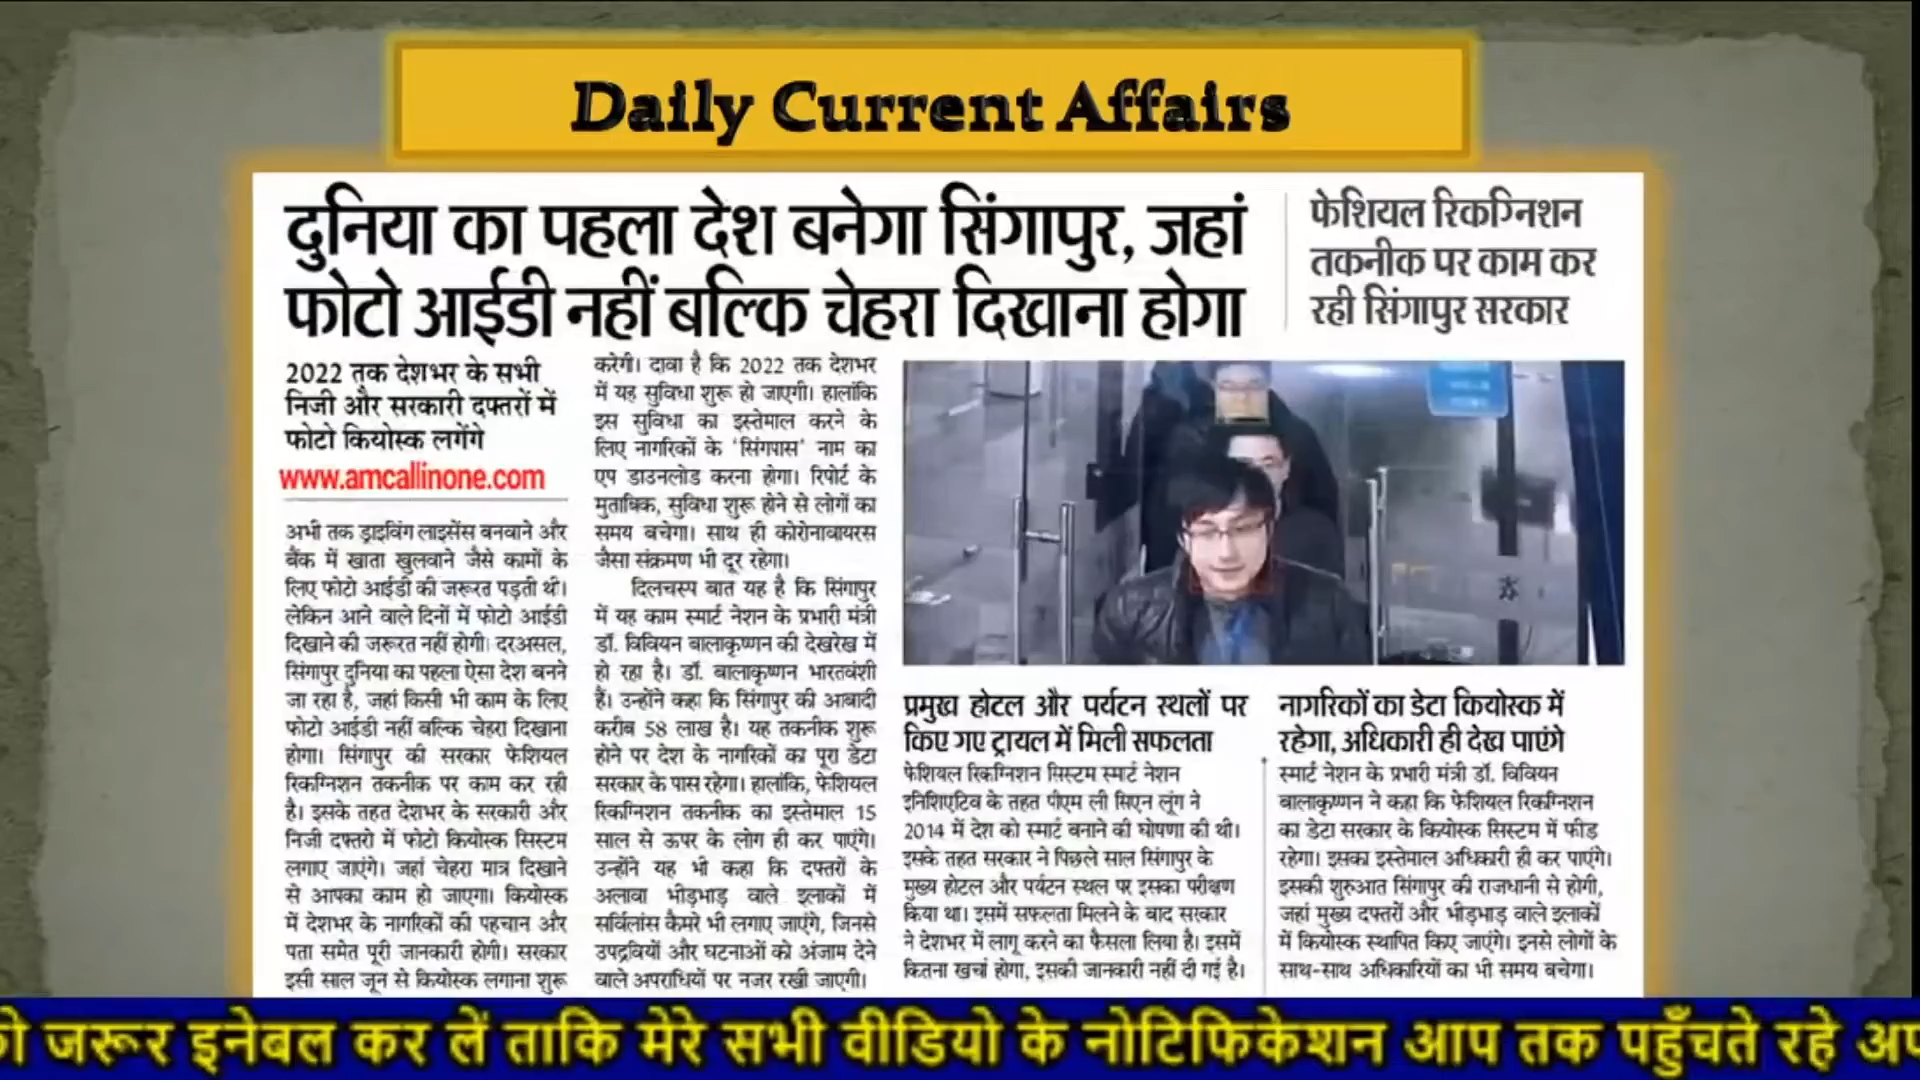 Daily Current Affairs
दुनिया का पहला देश बनेगा सिंगापुर, जहां
फोटो आईडी नहीं बल्कि चेहरा दिखाना होगा
फेशियल रिकग्निशन
तकनीक पर काम कर
रही सिंगापुर सरकार
2022 तक देशभर के सभी
निजी और सरकारी दफ्तरों में
फोटो कियोस्क लगेंगे
www.amcallinone.com
अभी तक ड्राइविंग लाइसेंस बनवाने और
बैंक में खाता खुलवाने जैसे कामों के
लिए फोटो आईडी की जरूरत पड़ती थी।
लेकिन आने वाले दिनों में फोटो आईडी
दिखाने की जरूरत नहीं होगी। दरअसल,
सिंगापुर दुनिया का पहला ऐसा देश बनने
जा रहा है, जहां किसी भी काम के लिए
फोटो आईडी नहीं बल्कि चेहरा दिखाना
होगा। सिंगापुर की सरकार फेशियल
रिकग्निशन तकनीक पर काम कर रही
है। इसके तहत देशभर के सरकारी और
निजी दफ्तरो में फोटो कियोस्क सिस्टम
लगाए जाएंगे। जहां चेहरा मात्र दिखाने
से आपका काम हो जाएगा। कियोस्क
में देशभर के नागरिकों की पहचान और
पता समेत पूरी जानकारी होगी। सरकार
इसी साल जून से कियोस्क लगाना शुरू
करेगी। दावा है कि 2022 तक देशभर
में यह सुविधा शुरू हो जाएगी। हालांकि
इस सुविधा का इस्तेमाल करने के
लिए नागरिकों के 'सिंगपास' नाम का
एप डाउनलोड करना होगा। रिपोर्ट के
मुताबिक, सुविधा शुरू होने से लोगों का
समय बचेगा। साथ ही कोरोनावायरस
जैसा संक्रमण भी दूर रहेगा।
दिलचस्प बात यह है कि सिंगापुर
में यह काम स्मार्ट नेशन के प्रभारी मंत्री
डॉ. विवियन बालाकृष्णन की देखरेख में
हो रहा है। डॉ. बालाकृष्णन भारतवंशी
हैं। उन्होंने कहा कि सिंगापुर की आबादी
करीब 58 लाख है। यह तकनीक शुरू
होने पर देश के नागरिकों का पूरा डेटा
सरकार के पास रहेगा। हालांकि, फेशियल
रिकग्निशन तकनीक का इस्तेमाल 15
साल से ऊपर के लोग ही कर पाएंगे।
उन्होंने यह भी कहा कि दफ्तरों के
अलावा भीड़भाड़ वाले इलाकों में
सर्विलांस कैमरे भी लगाए जाएंगे, जिनसे
उपद्रवियों और घटनाओं को अंजाम देने
वाले अपराधियों पर नजर रखी जाएगी।
प्रमुख होटल और पर्यटन स्थलों पर
किए गए ट्रायल में मिली सफलता
फेशियल रिकग्निशन सिस्टम स्मार्ट नेशन
इनिशिएटिव के तहत पीएम ली सिएन लूंग ने
2014 में देश को स्मार्ट बनाने की घोषणा की थी।
इसके तहत सरकार ने पिछले साल सिंगापुर के
मुख्य होटल और पर्यटन स्थल पर इसका परीक्षण
किया था। इसमें सफलता मिलने के बाद सरकार
ने देशभर में लागू करने का फैसला लिया है। इसमें
कितना खर्चा होगा, इसकी जानकारी नहीं दी गई है।
नागरिकों का डेटा कियोस्क में
रहेगा, अधिकारी ही देख पाएंगे
स्मार्ट नेशन के प्रभारी मंत्री डॉ. विवियन
बालाकृष्णन ने कहा कि फेशियल रिकग्निशन
का डेटा सरकार के कियोस्क सिस्टम में फीड
रहेगा। इसका इस्तेमाल अधिकारी ही कर पाएंगे।
इसकी शुरुआत सिंगापुर की राजधानी से होगी,
जहां मुख्य दफ्तरों और भीड़भाड़ वाले इलाकों
में कियोस्क स्थापित किए जाएंगे। इनसे लोगों के
साथ-साथ अधिकारियों का भी समय बचेगा।
जरूर इनेबल कर लें ताकि मेरे सभी वीडियो के नोटिफिकेशन आप तक पहुँचते रहे